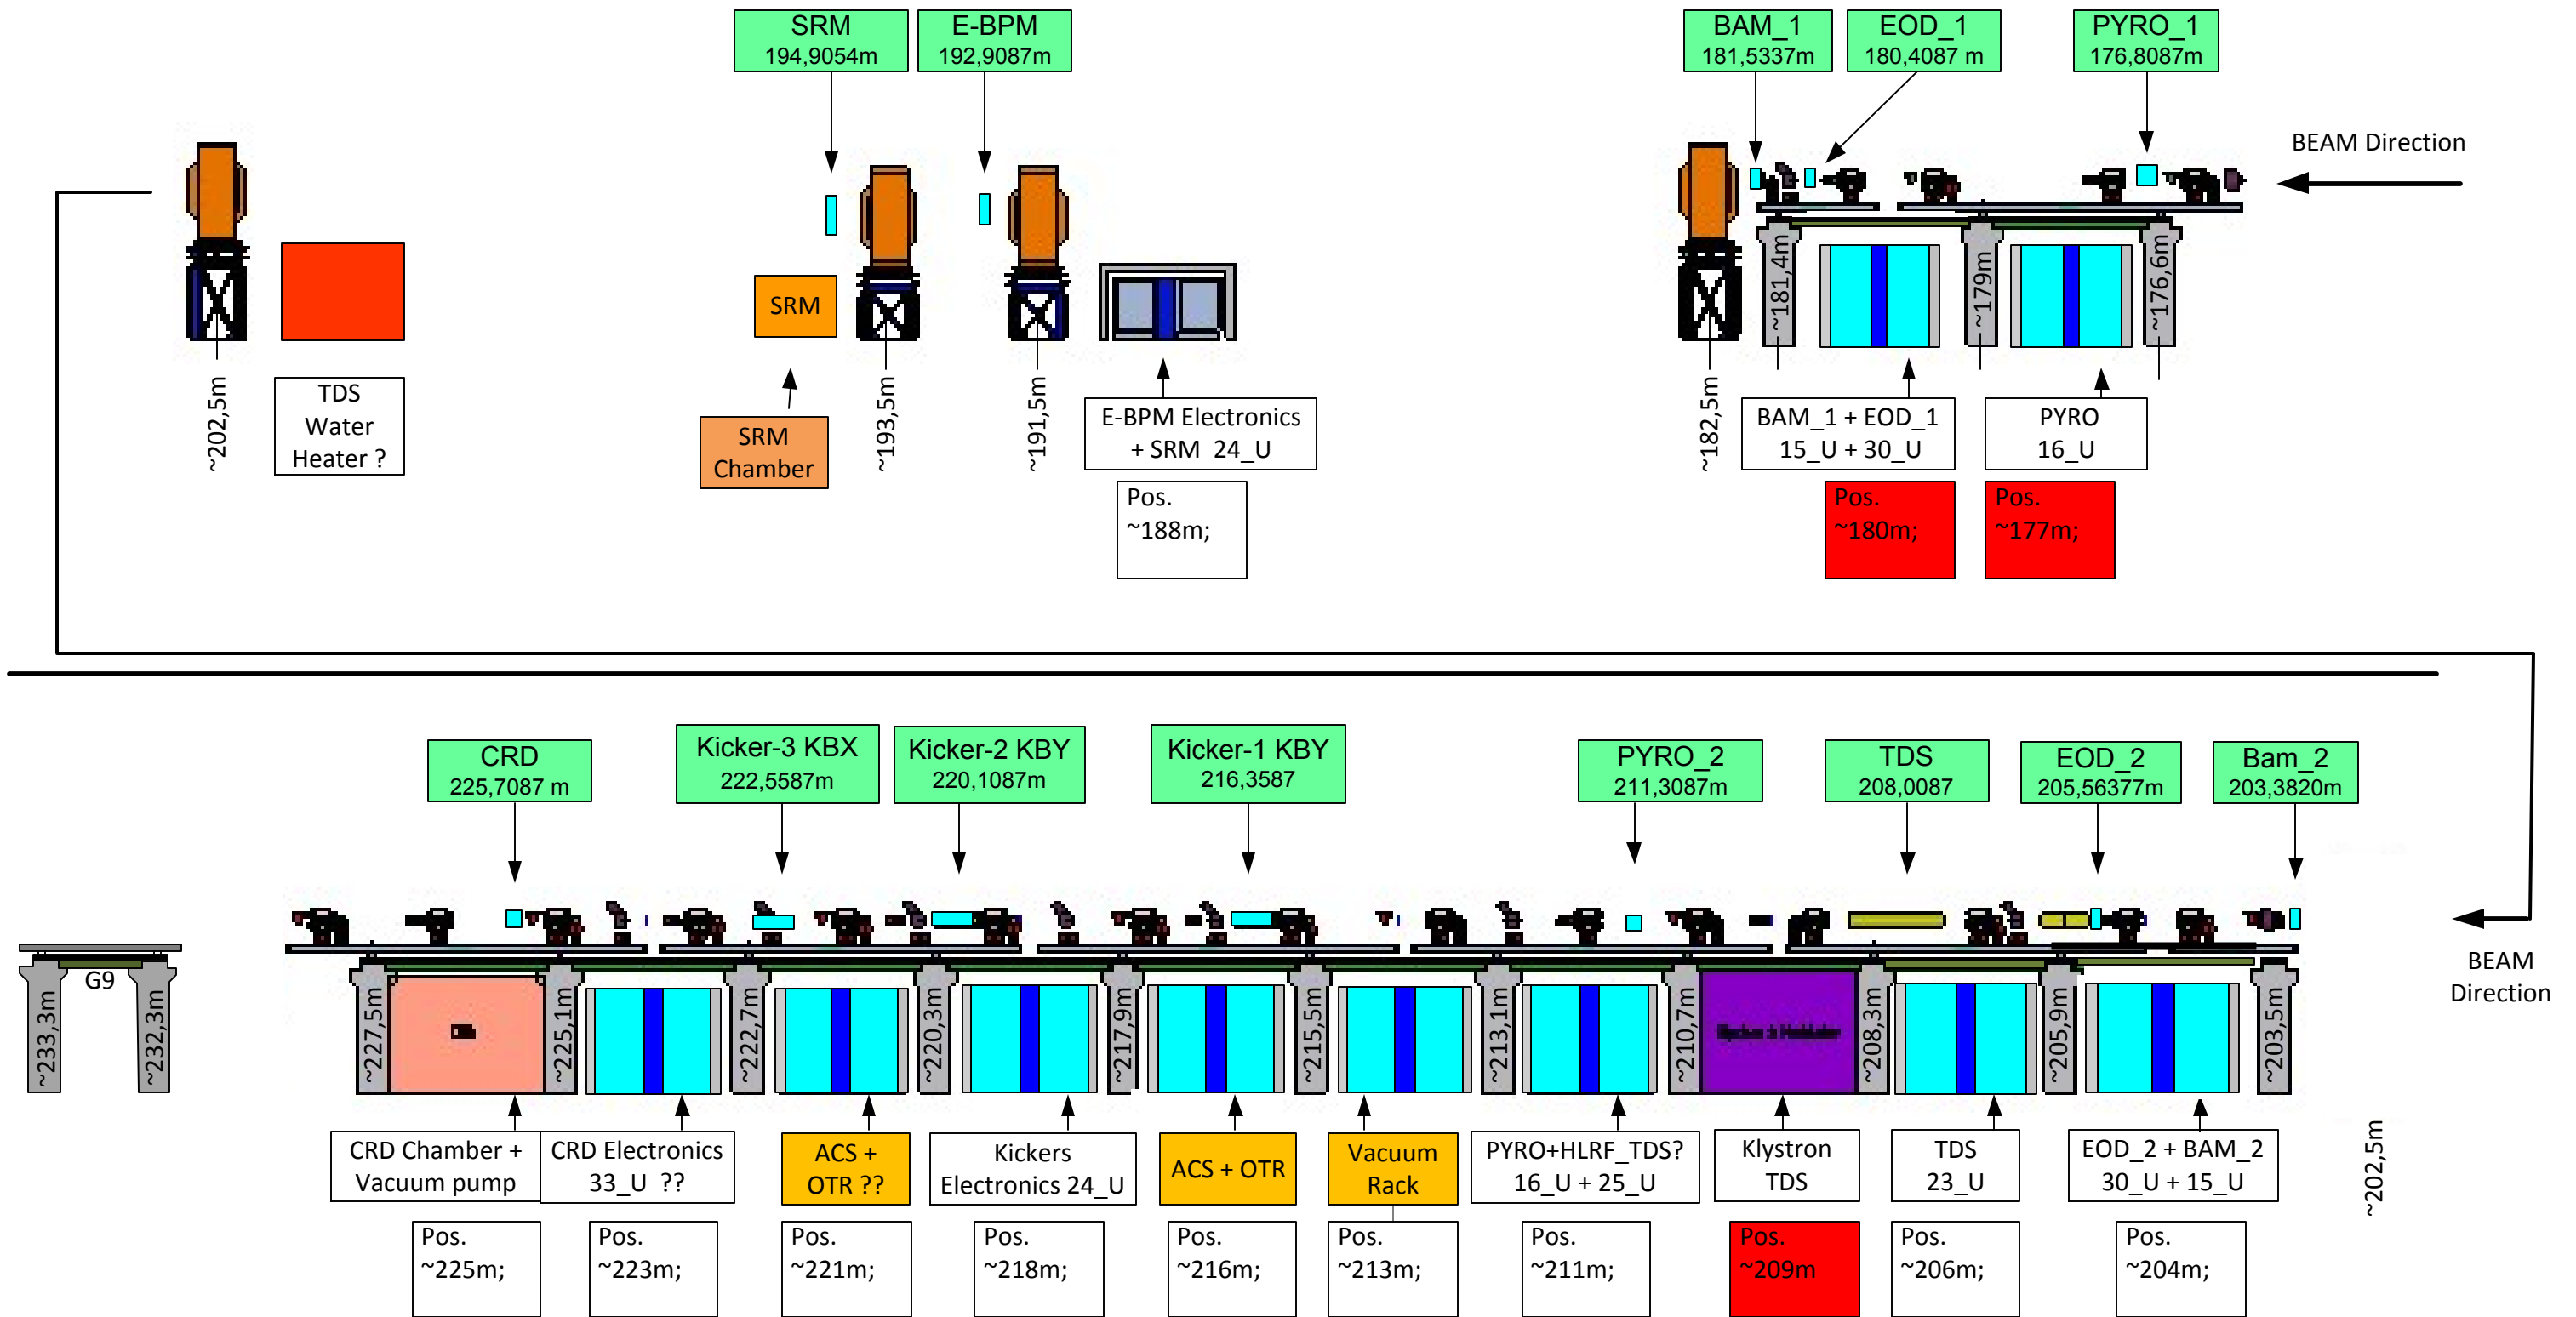 SRM
194,9054m
E-BPM
192,9087m
BAM_1
181,5337m
EOD_1
180,4087 m
PYRO_1
176,8087m
BEAM Direction
~181,4m
~179m
~176,6m
SRM
~202,5m
TDS
Water
Heater ?
SRM
Chamber
~193,5m
~191,5m
E-BPM Electronics
+ SRM 24_U
Pos.
~188m;
~182,5m
BAM_1 + EOD_1
15_U + 30_U
Pos.
~180m;
PYRO
16_U
Pos.
~177m;
CRD
225,7087 m
Kicker-3 KBX
222,5587m
Kicker-2 KBY
220,1087m
Kicker-1 KBY
216,3587
PYRO_2
211,3087m
TDS
208,0087
EOD_2
205,56377m
Bam_2
203,3820m
BEAM
Direction
G9
~233,3m
~232,3m
~227,5m
~225,1m
~222,7m
~220,3m
~217,9m
~215,5m
~213,1m
~210,7m
~208,3m
~205,9m
~203,5m
~202,5m
CRD Chamber +
Vacuum pump
CRD Electronics
33_U ??
ACS +
OTR ??
Kickers
Electronics 24_U
ACS + OTR
Vacuum
Rack
PYRO+HLRF_TDS?
16_U + 25_U
Klystron
TDS
TDS
23_U
EOD_2 + BAM_2
30_U + 15_U
Pos.
~225m;
Pos.
~223m;
Pos.
~221m;
Pos.
~218m;
Pos.
~216m;
Pos.
~213m;
Pos.
~211m;
Pos.
~209m
Pos.
~206m;
Pos.
~204m;